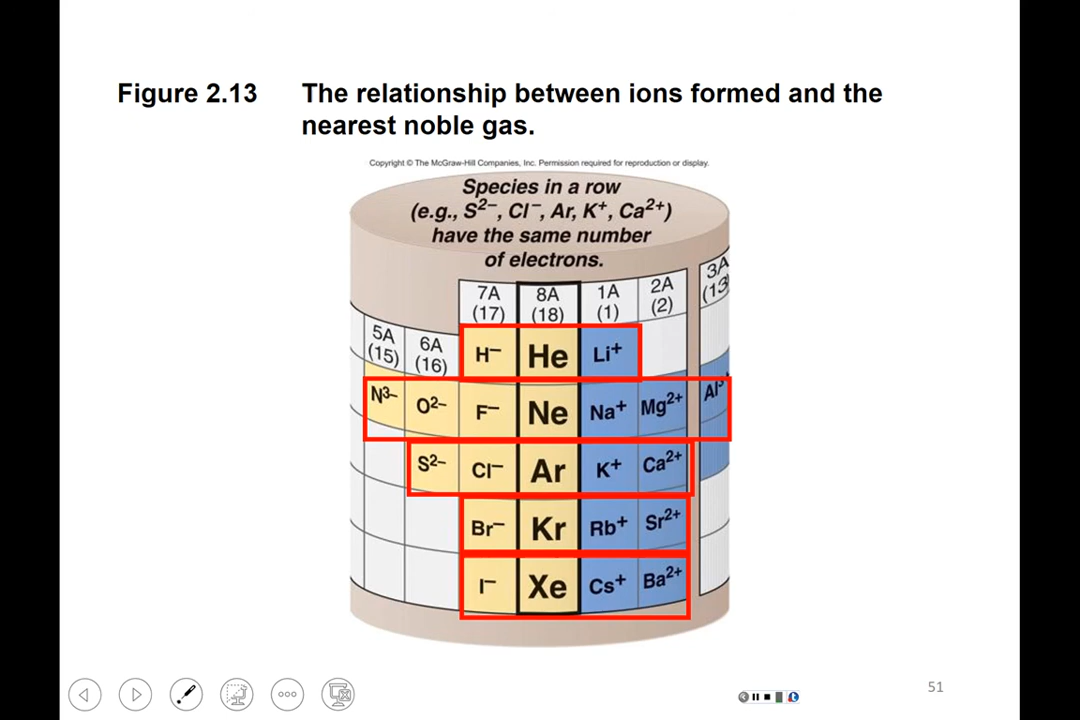 Figure 2.13 The relationship between ions formed and the
nearest noble gas.
Copyright © The McGraw-Hill Companies, Inc. Permission required for reproduction or display.
Species in a row
(e.g., S²⁻, Cl⁻, Ar, K⁺, Ca²⁺)
have the same number
of electrons.
5A
(15)
6A
(16)
7A
(17)
8A
(18)
1A
(1)
2A
(2)
3A
(13)
H⁻ He Li⁺
N³⁻ O²⁻ F⁻ Ne Na⁺ Mg²⁺ Al³⁺
S²⁻ Cl⁻ Ar K⁺ Ca²⁺
Br⁻ Kr Rb⁺ Sr²⁺
I⁻ Xe Cs⁺ Ba²⁺
51